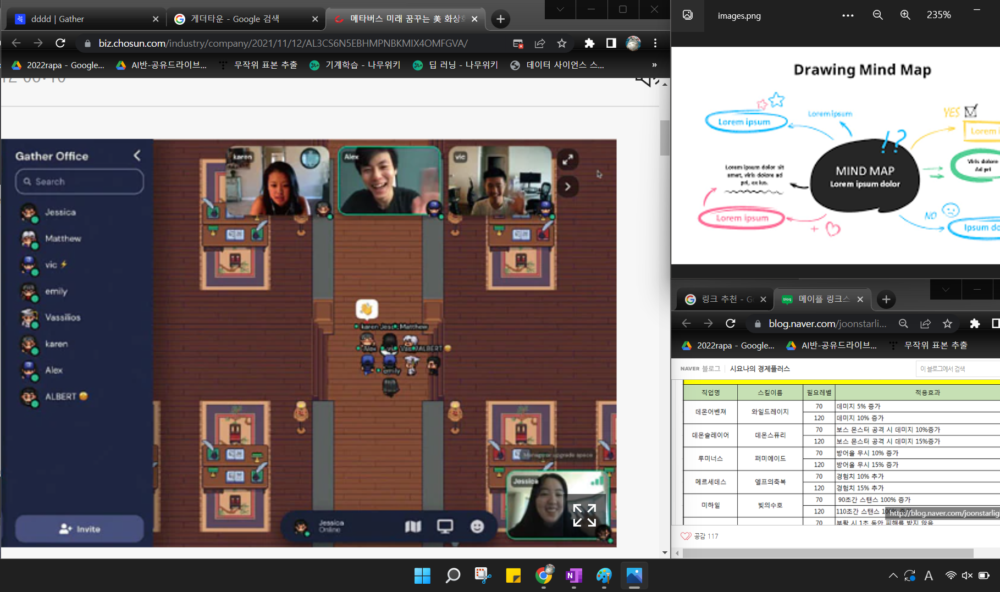 dddd | Gather
게더타운 - Google 검색
메타버스 미래 꿈꾸는 美 화상회
biz.chosun.com/industry/company/2021/11/12/AL3CS6N5EBHMPNBKMIX4OMFGVA/
2022rapa - Google...
AI반-공유드라이브...
무작위 표본 추출
기계학습 - 나무위키
딥 러닝 - 나무위키
데이터 사이언스 스...
»
Gather Office
Search
Jessica
Matthew
vic
emily
Vassilios
karen
Alex
ALBERT
Invite
karen
Alex
vic
karen Jess Matthew
Alex
ALBERT
emily
Manage or upgrade space
Jessica
Jessica
Online
images.png
235%
Drawing Mind Map
Lorem ipsum
Lorem ipsum
YES
Lorem i
!?
Lorem ipsum dolor sit
amet, viris dolore ad
pri, ex ius.
MIND MAP
Lorem ipsum dolor
Viris dolore
Ad pri
Lorem ipsum
+
NO
Ipsum do
링크 추천 - G
blog
메이플 링크스
blog.naver.com/joonstarli...
2022rapa - Google...
AI반-공유드라이브...
무작위 표본 추출
NAVER 블로그
시요나의 경제플러스
이 블로그에서 검색
직업명 스킬이름 필요레벨 적용효과
데몬어벤져 와일드레이지 70 데미지 5% 증가
120 데미지 10% 증가
데몬슬레이어 데몬스퓨리 70 보스 몬스터 공격 시 데미지 10%증가
120 보스 몬스터 공격 시 데미지 15%증가
루미너스 퍼미에이드 70 방어율 무시 10% 증가
120 방어율 무시 15% 증가
메르세데스 엘프의축복 70 경험치 10% 추가
120 경험치 15% 추가
미하일 빛의수호 70 90초간 스탠스 100% 증가
120 110초간 스탠스 100%
http://blog.naver.com/joonstarlig
70 부활 시 1초 동안 피해를 받지 않음
공감 117
N
A